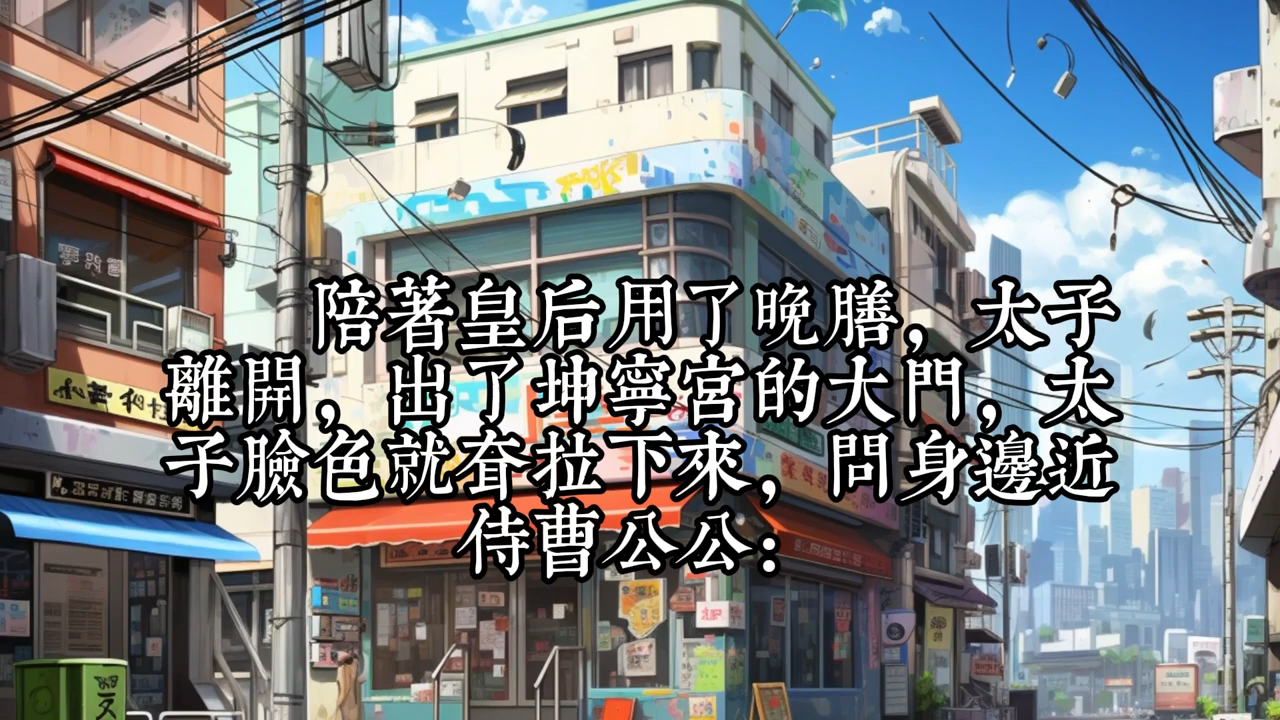 陪著皇后用了晚膳，太子
離開，出了坤寧宮的大門，太
子臉色就耷拉下來，問身邊近
侍曹公公：